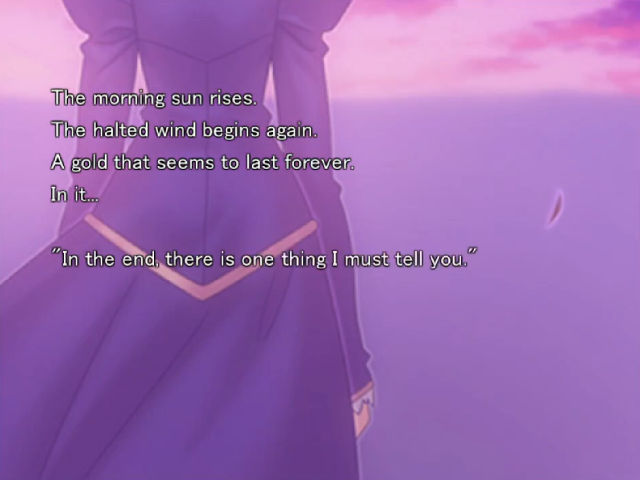 The morning sun rises.
The halted wind begins again.
A gold that seems to last forever.
In it...
"In the end, there is one thing I must tell you."